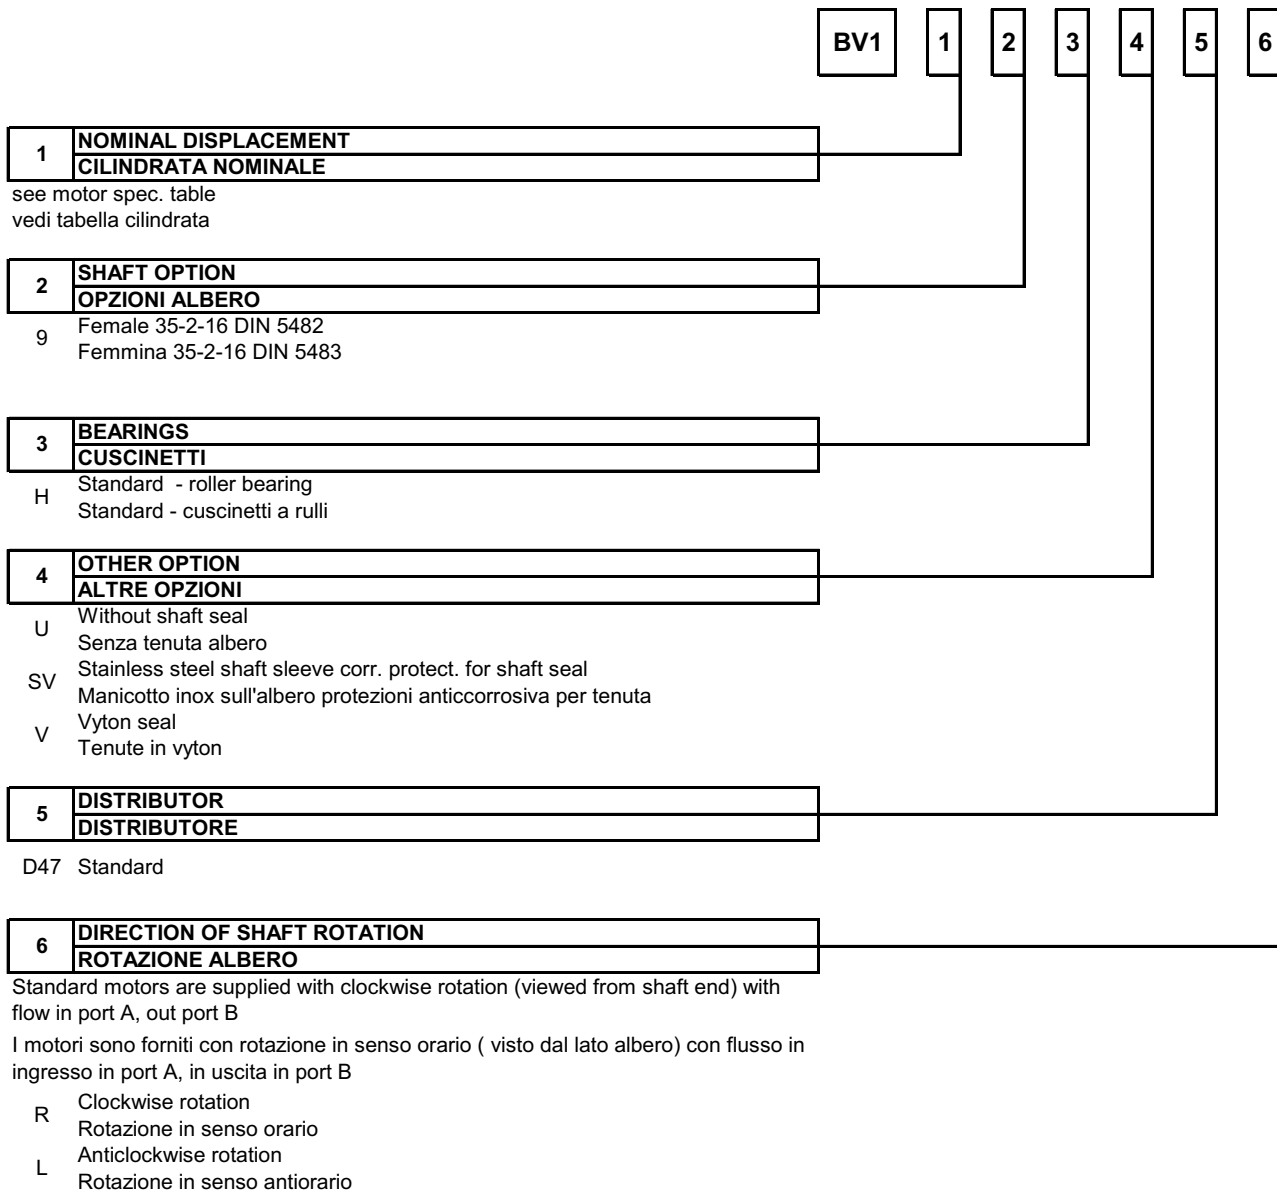 BV1 1 2 3 4 5 6
1 NOMINAL DISPLACEMENT
CILINDRATA NOMINALE
see motor spec. table
vedi tabella cilindrata
2 SHAFT OPTION
OPZIONI ALBERO
9 Female 35-2-16 DIN 5482
Femmina 35-2-16 DIN 5483
3 BEARINGS
CUSCINETTI
H Standard - roller bearing
Standard - cuscinetti a rulli
4 OTHER OPTION
ALTRE OPZIONI
U Without shaft seal
Senza tenuta albero
SV Stainless steel shaft sleeve corr. protect. for shaft seal
Manicotto inox sull'albero protezioni anticcorrosiva per tenuta
V Vyton seal
Tenute in vyton
5 DISTRIBUTOR
DISTRIBUTORE
D47 Standard
6 DIRECTION OF SHAFT ROTATION
ROTAZIONE ALBERO
Standard motors are supplied with clockwise rotation (viewed from shaft end) with
flow in port A, out port B
I motori sono forniti con rotazione in senso orario ( visto dal lato albero) con flusso in
ingresso in port A, in uscita in port B
R Clockwise rotation
Rotazione in senso orario
L Anticlockwise rotation
Rotazione in senso antiorario